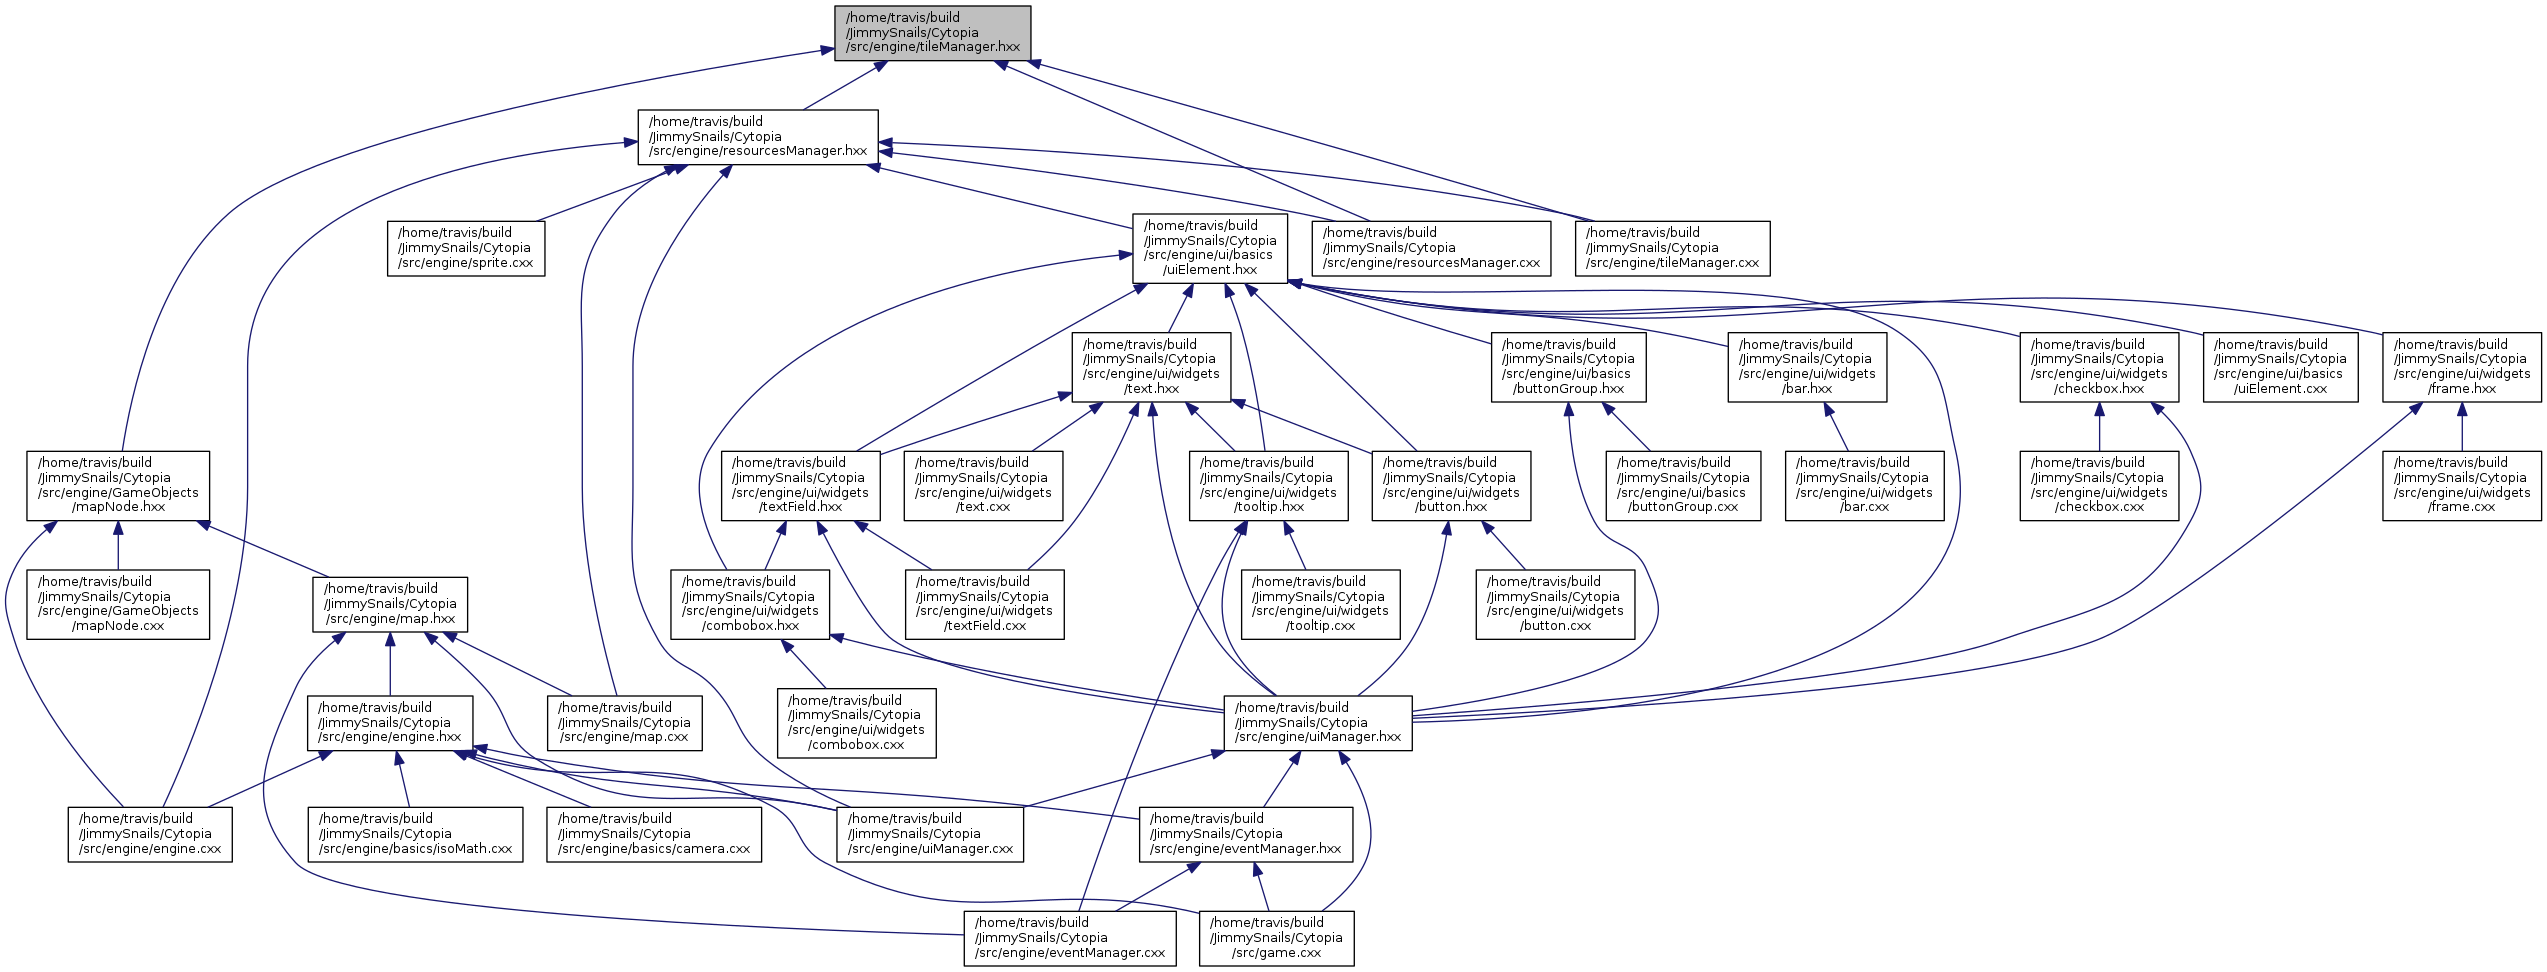 /home/travis/build
/JimmySnails/Cytopia
/src/engine/tileManager.hxx
/home/travis/build
/JimmySnails/Cytopia
/src/engine/resourcesManager.hxx
/home/travis/build
/JimmySnails/Cytopia
/src/engine/sprite.cxx
/home/travis/build
/JimmySnails/Cytopia
/src/engine/ui/basics
/uiElement.hxx
/home/travis/build
/JimmySnails/Cytopia
/src/engine/resourcesManager.cxx
/home/travis/build
/JimmySnails/Cytopia
/src/engine/tileManager.cxx
/home/travis/build
/JimmySnails/Cytopia
/src/engine/ui/widgets
/text.hxx
/home/travis/build
/JimmySnails/Cytopia
/src/engine/ui/basics
/buttonGroup.hxx
/home/travis/build
/JimmySnails/Cytopia
/src/engine/ui/widgets
/bar.hxx
/home/travis/build
/JimmySnails/Cytopia
/src/engine/ui/widgets
/checkbox.hxx
/home/travis/build
/JimmySnails/Cytopia
/src/engine/ui/basics
/uiElement.cxx
/home/travis/build
/JimmySnails/Cytopia
/src/engine/ui/widgets
/frame.hxx
/home/travis/build
/JimmySnails/Cytopia
/src/engine/GameObjects
/mapNode.hxx
/home/travis/build
/JimmySnails/Cytopia
/src/engine/ui/widgets
/textField.hxx
/home/travis/build
/JimmySnails/Cytopia
/src/engine/ui/widgets
/text.cxx
/home/travis/build
/JimmySnails/Cytopia
/src/engine/ui/widgets
/tooltip.hxx
/home/travis/build
/JimmySnails/Cytopia
/src/engine/ui/widgets
/button.hxx
/home/travis/build
/JimmySnails/Cytopia
/src/engine/ui/basics
/buttonGroup.cxx
/home/travis/build
/JimmySnails/Cytopia
/src/engine/ui/widgets
/bar.cxx
/home/travis/build
/JimmySnails/Cytopia
/src/engine/ui/widgets
/checkbox.cxx
/home/travis/build
/JimmySnails/Cytopia
/src/engine/ui/widgets
/frame.cxx
/home/travis/build
/JimmySnails/Cytopia
/src/engine/GameObjects
/mapNode.cxx
/home/travis/build
/JimmySnails/Cytopia
/src/engine/map.hxx
/home/travis/build
/JimmySnails/Cytopia
/src/engine/ui/widgets
/combobox.hxx
/home/travis/build
/JimmySnails/Cytopia
/src/engine/ui/widgets
/textField.cxx
/home/travis/build
/JimmySnails/Cytopia
/src/engine/ui/widgets
/tooltip.cxx
/home/travis/build
/JimmySnails/Cytopia
/src/engine/ui/widgets
/button.cxx
/home/travis/build
/JimmySnails/Cytopia
/src/engine/engine.hxx
/home/travis/build
/JimmySnails/Cytopia
/src/engine/map.cxx
/home/travis/build
/JimmySnails/Cytopia
/src/engine/ui/widgets
/combobox.cxx
/home/travis/build
/JimmySnails/Cytopia
/src/engine/uiManager.hxx
/home/travis/build
/JimmySnails/Cytopia
/src/engine/engine.cxx
/home/travis/build
/JimmySnails/Cytopia
/src/engine/basics/isoMath.cxx
/home/travis/build
/JimmySnails/Cytopia
/src/engine/basics/camera.cxx
/home/travis/build
/JimmySnails/Cytopia
/src/engine/uiManager.cxx
/home/travis/build
/JimmySnails/Cytopia
/src/engine/eventManager.hxx
/home/travis/build
/JimmySnails/Cytopia
/src/engine/eventManager.cxx
/home/travis/build
/JimmySnails/Cytopia
/src/game.cxx